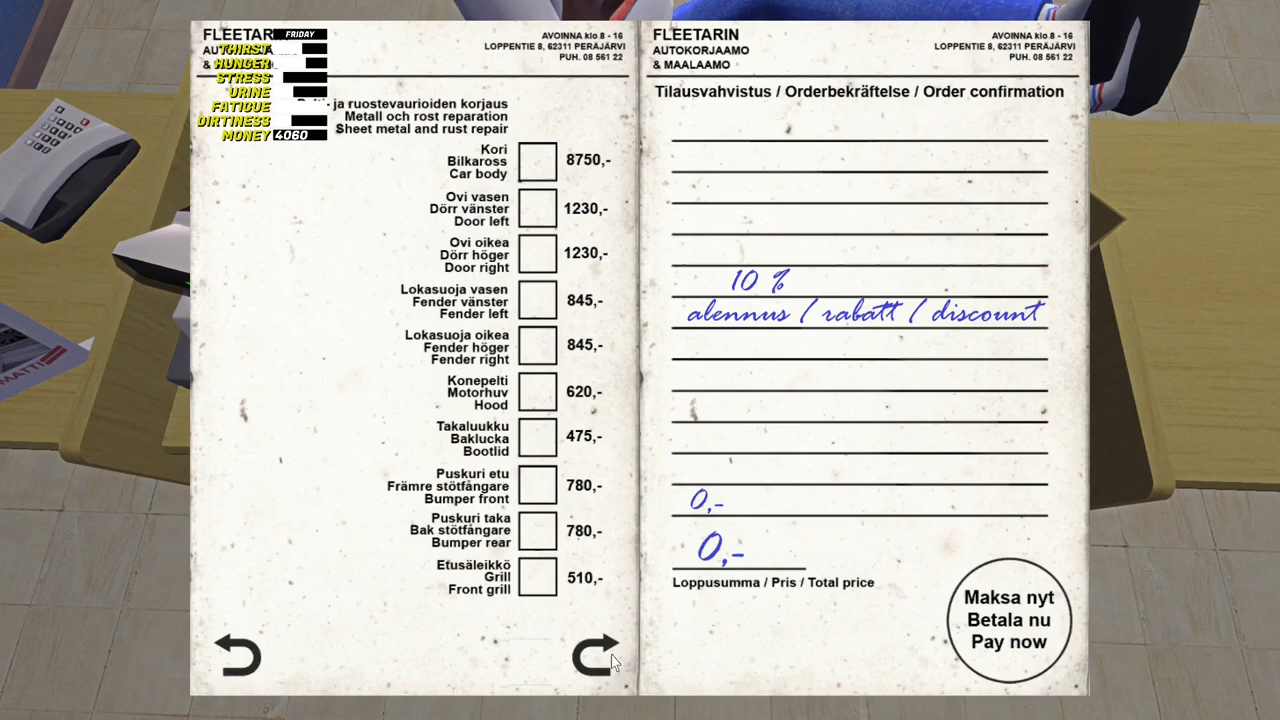 FLEETARIN
FRIDAY
AVOINNA klo 8 - 16
LOPPENTIE 8, 62311 PERÄJÄRVI
PUH. 08 561 22
THIRST
HUNGER
STRESS
URINE
FATIGUE
DIRTINESS
MONEY 4060
ja ruostevaurioiden korjaus
Metall och rost reparation
Sheet metal and rust repair
Kori
Bilkaross
Car body
8750,-
Ovi vasen
Dörr vänster
Door left
1230,-
Ovi oikea
Dörr höger
Door right
1230,-
Lokasuoja vasen
Fender vänster
Fender left
845,-
Lokasuoja oikea
Fender höger
Fender right
845,-
Konepelti
Motorhuv
Hood
620,-
Takaluukku
Baklucka
Bootlid
475,-
Puskuri etu
Främre stötfångare
Bumper front
780,-
Puskuri taka
Bak stötfångare
Bumper rear
780,-
Etusäleikkö
Grill
Front grill
510,-
FLEETARIN
AUTOKORJAAMO
& MAALAAMO
AVOINNA klo 8 - 16
LOPPENTIE 8, 62311 PERÄJÄRVI
PUH. 08 561 22
Tilausvahvistus / Orderbekräftelse / Order confirmation
10 %
alennus / rabatt / discount
0,-
0,-
Loppusumma / Pris / Total price
Maksa nyt
Betala nu
Pay now
MATTI